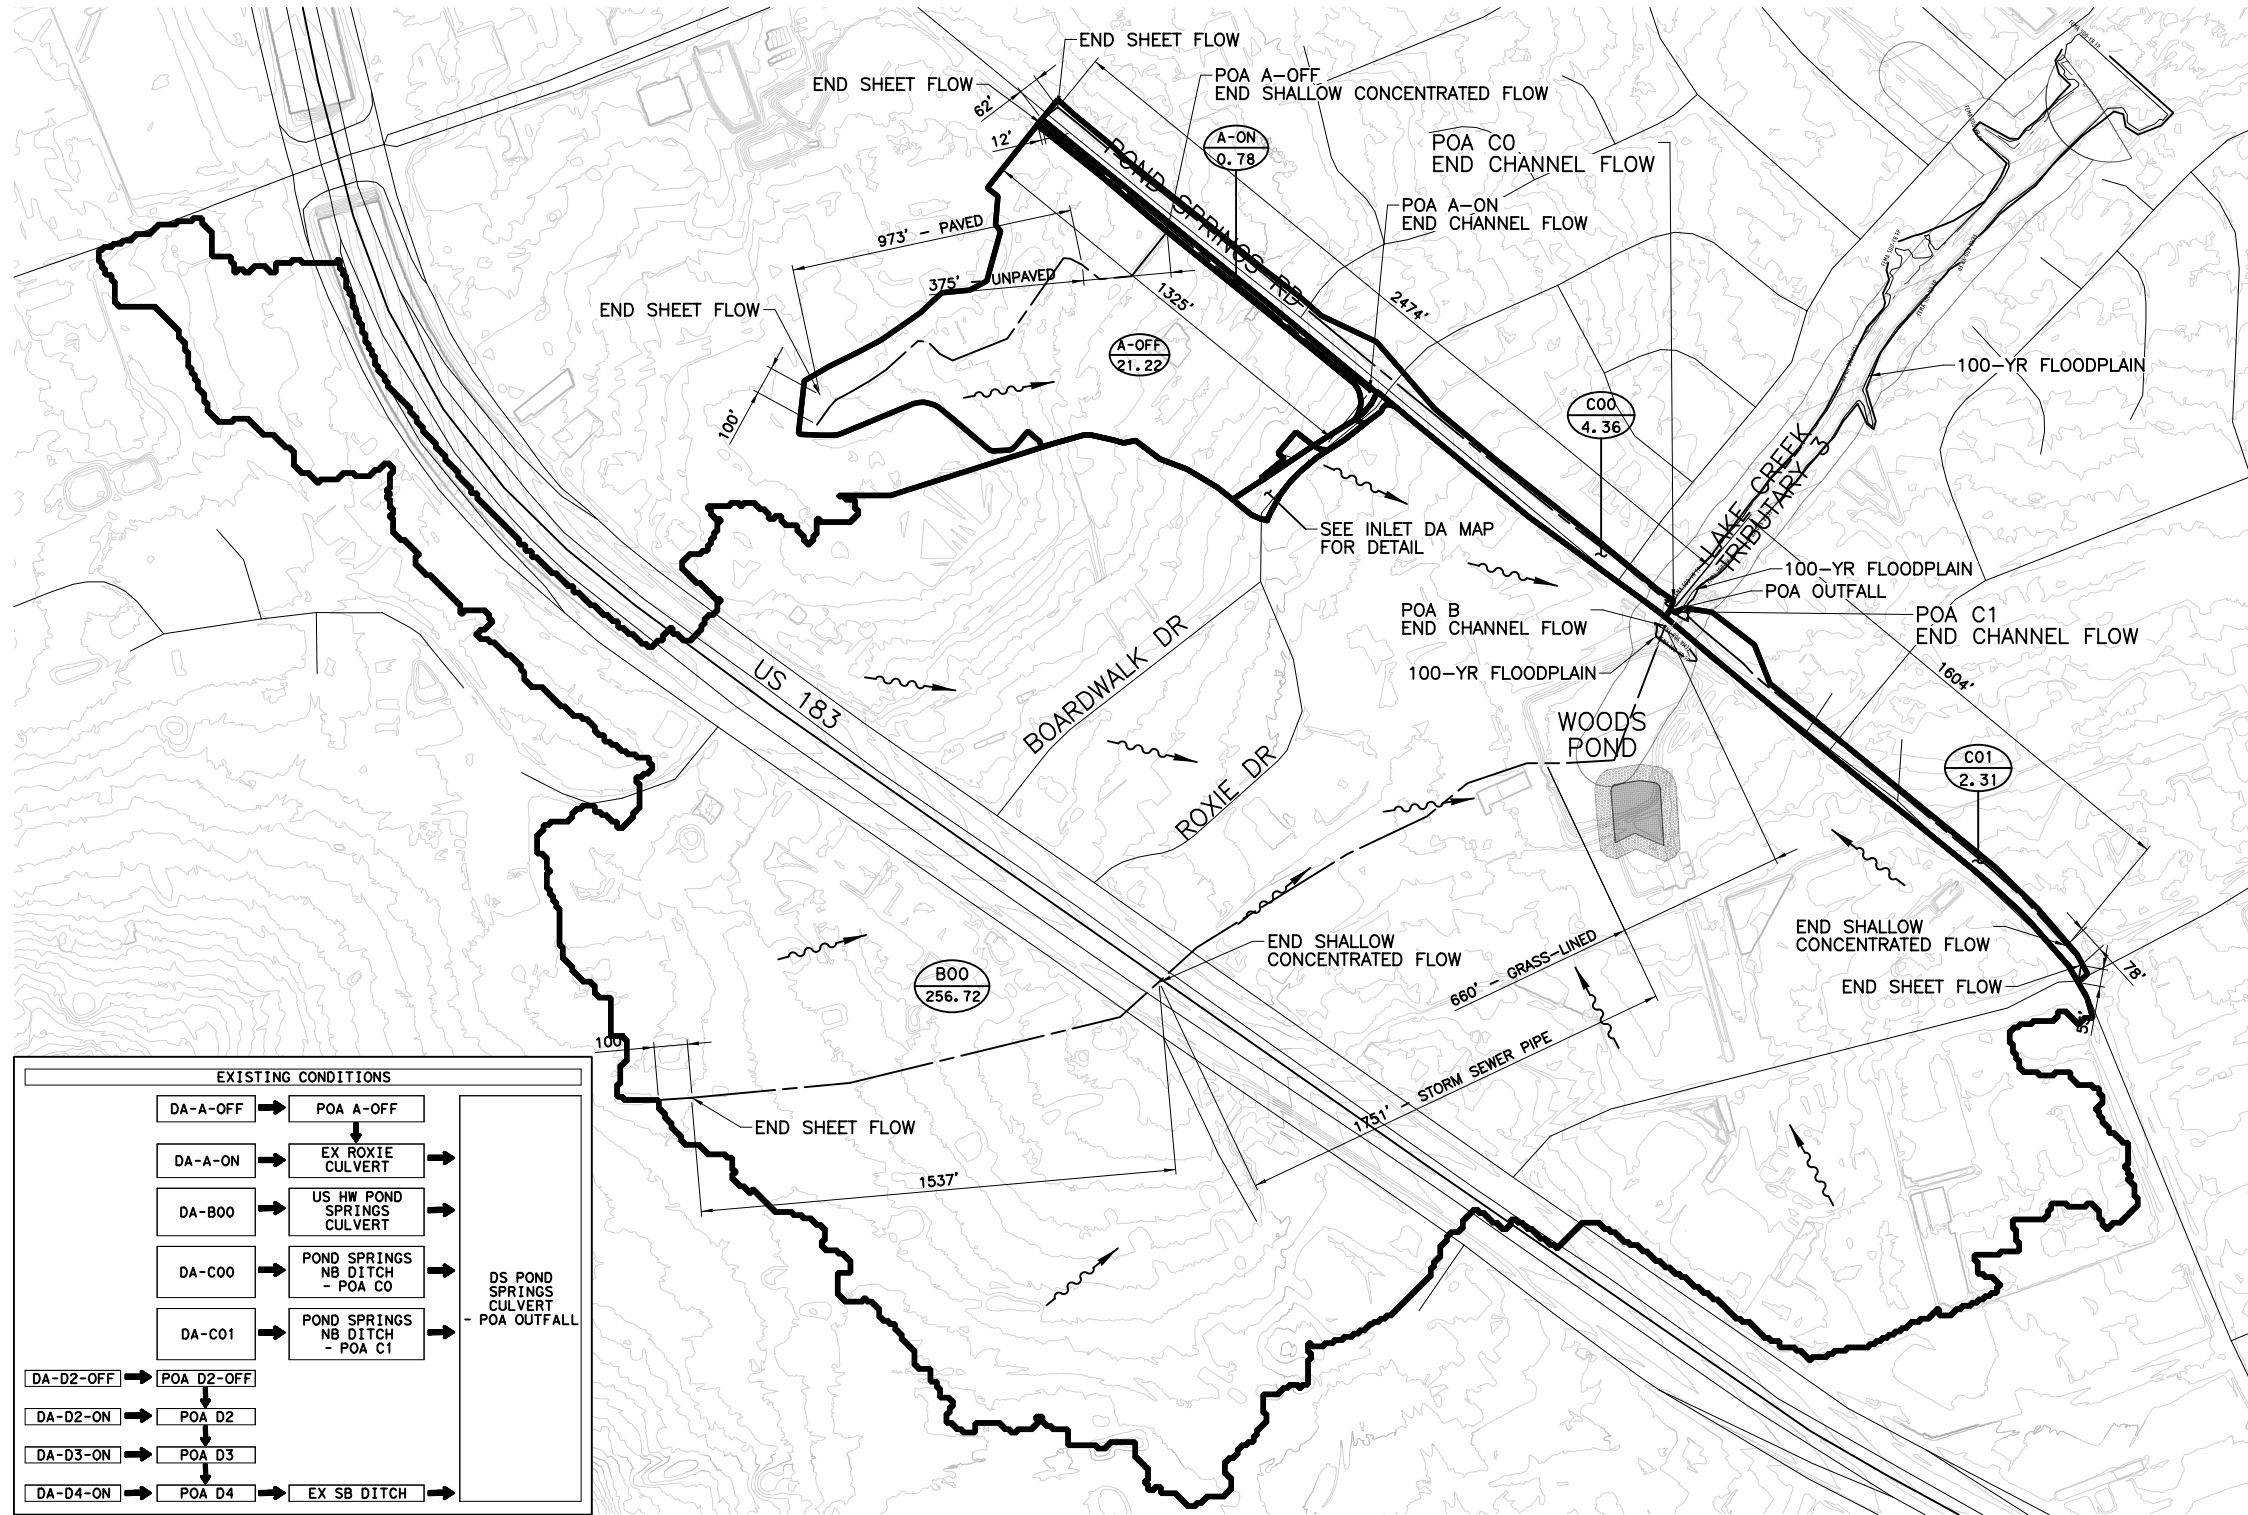 END SHEET FLOW
END SHEET FLOW
62'
12'
POA A-OFF
END SHALLOW CONCENTRATED FLOW
A-ON
0.78
POA C0
END CHANNEL FLOW
POA A-ON
END CHANNEL FLOW
POND SPRINGS RD
973' - PAVED
375' - UNPAVED
1325'
2474'
END SHEET FLOW
A-OFF
21.22
100'
100-YR FLOODPLAIN
C00
4.36
LAKE CREEK
TRIBUTARY 3
SEE INLET DA MAP
FOR DETAIL
100-YR FLOODPLAIN
POA OUTFALL
POA B
END CHANNEL FLOW
POA C1
END CHANNEL FLOW
100-YR FLOODPLAIN
1604'
US 183
BOARDWALK DR
ROXIE DR
WOODS
POND
C01
2.31
END SHALLOW
CONCENTRATED FLOW
END SHALLOW
CONCENTRATED FLOW
END SHEET FLOW
78'
B00
256.72
660' - GRASS-LINED
1751' - STORM SEWER PIPE
100'
END SHEET FLOW
1537'
EXISTING CONDITIONS
DA-A-OFF
POA A-OFF
DA-A-ON
EX ROXIE
CULVERT
DA-B00
US HW POND
SPRINGS
CULVERT
DA-C00
POND SPRINGS
NB DITCH
- POA C0
DA-C01
POND SPRINGS
NB DITCH
- POA C1
DS POND
SPRINGS
CULVERT
- POA OUTFALL
DA-D2-OFF
POA D2-OFF
DA-D2-ON
POA D2
DA-D3-ON
POA D3
DA-D4-ON
POA D4
EX SB DITCH